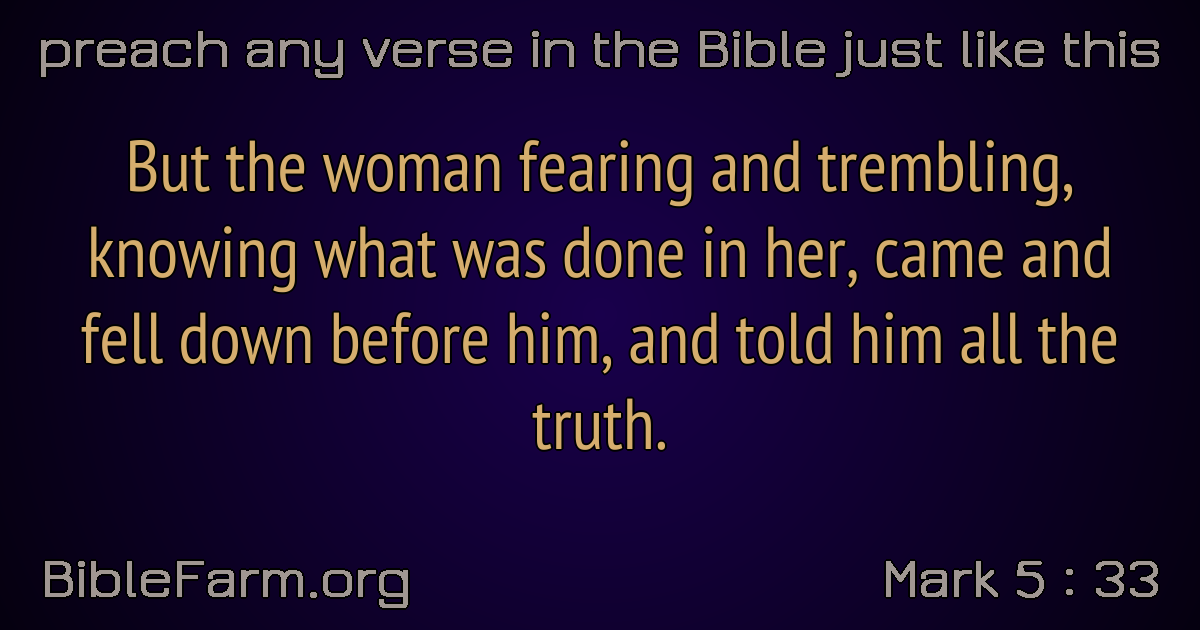 preach any verse in the Bible just like this
But the woman fearing and trembling,
knowing what was done in her, came and
fell down before him, and told him all the
truth.
BibleFarm.org
Mark 5 : 33